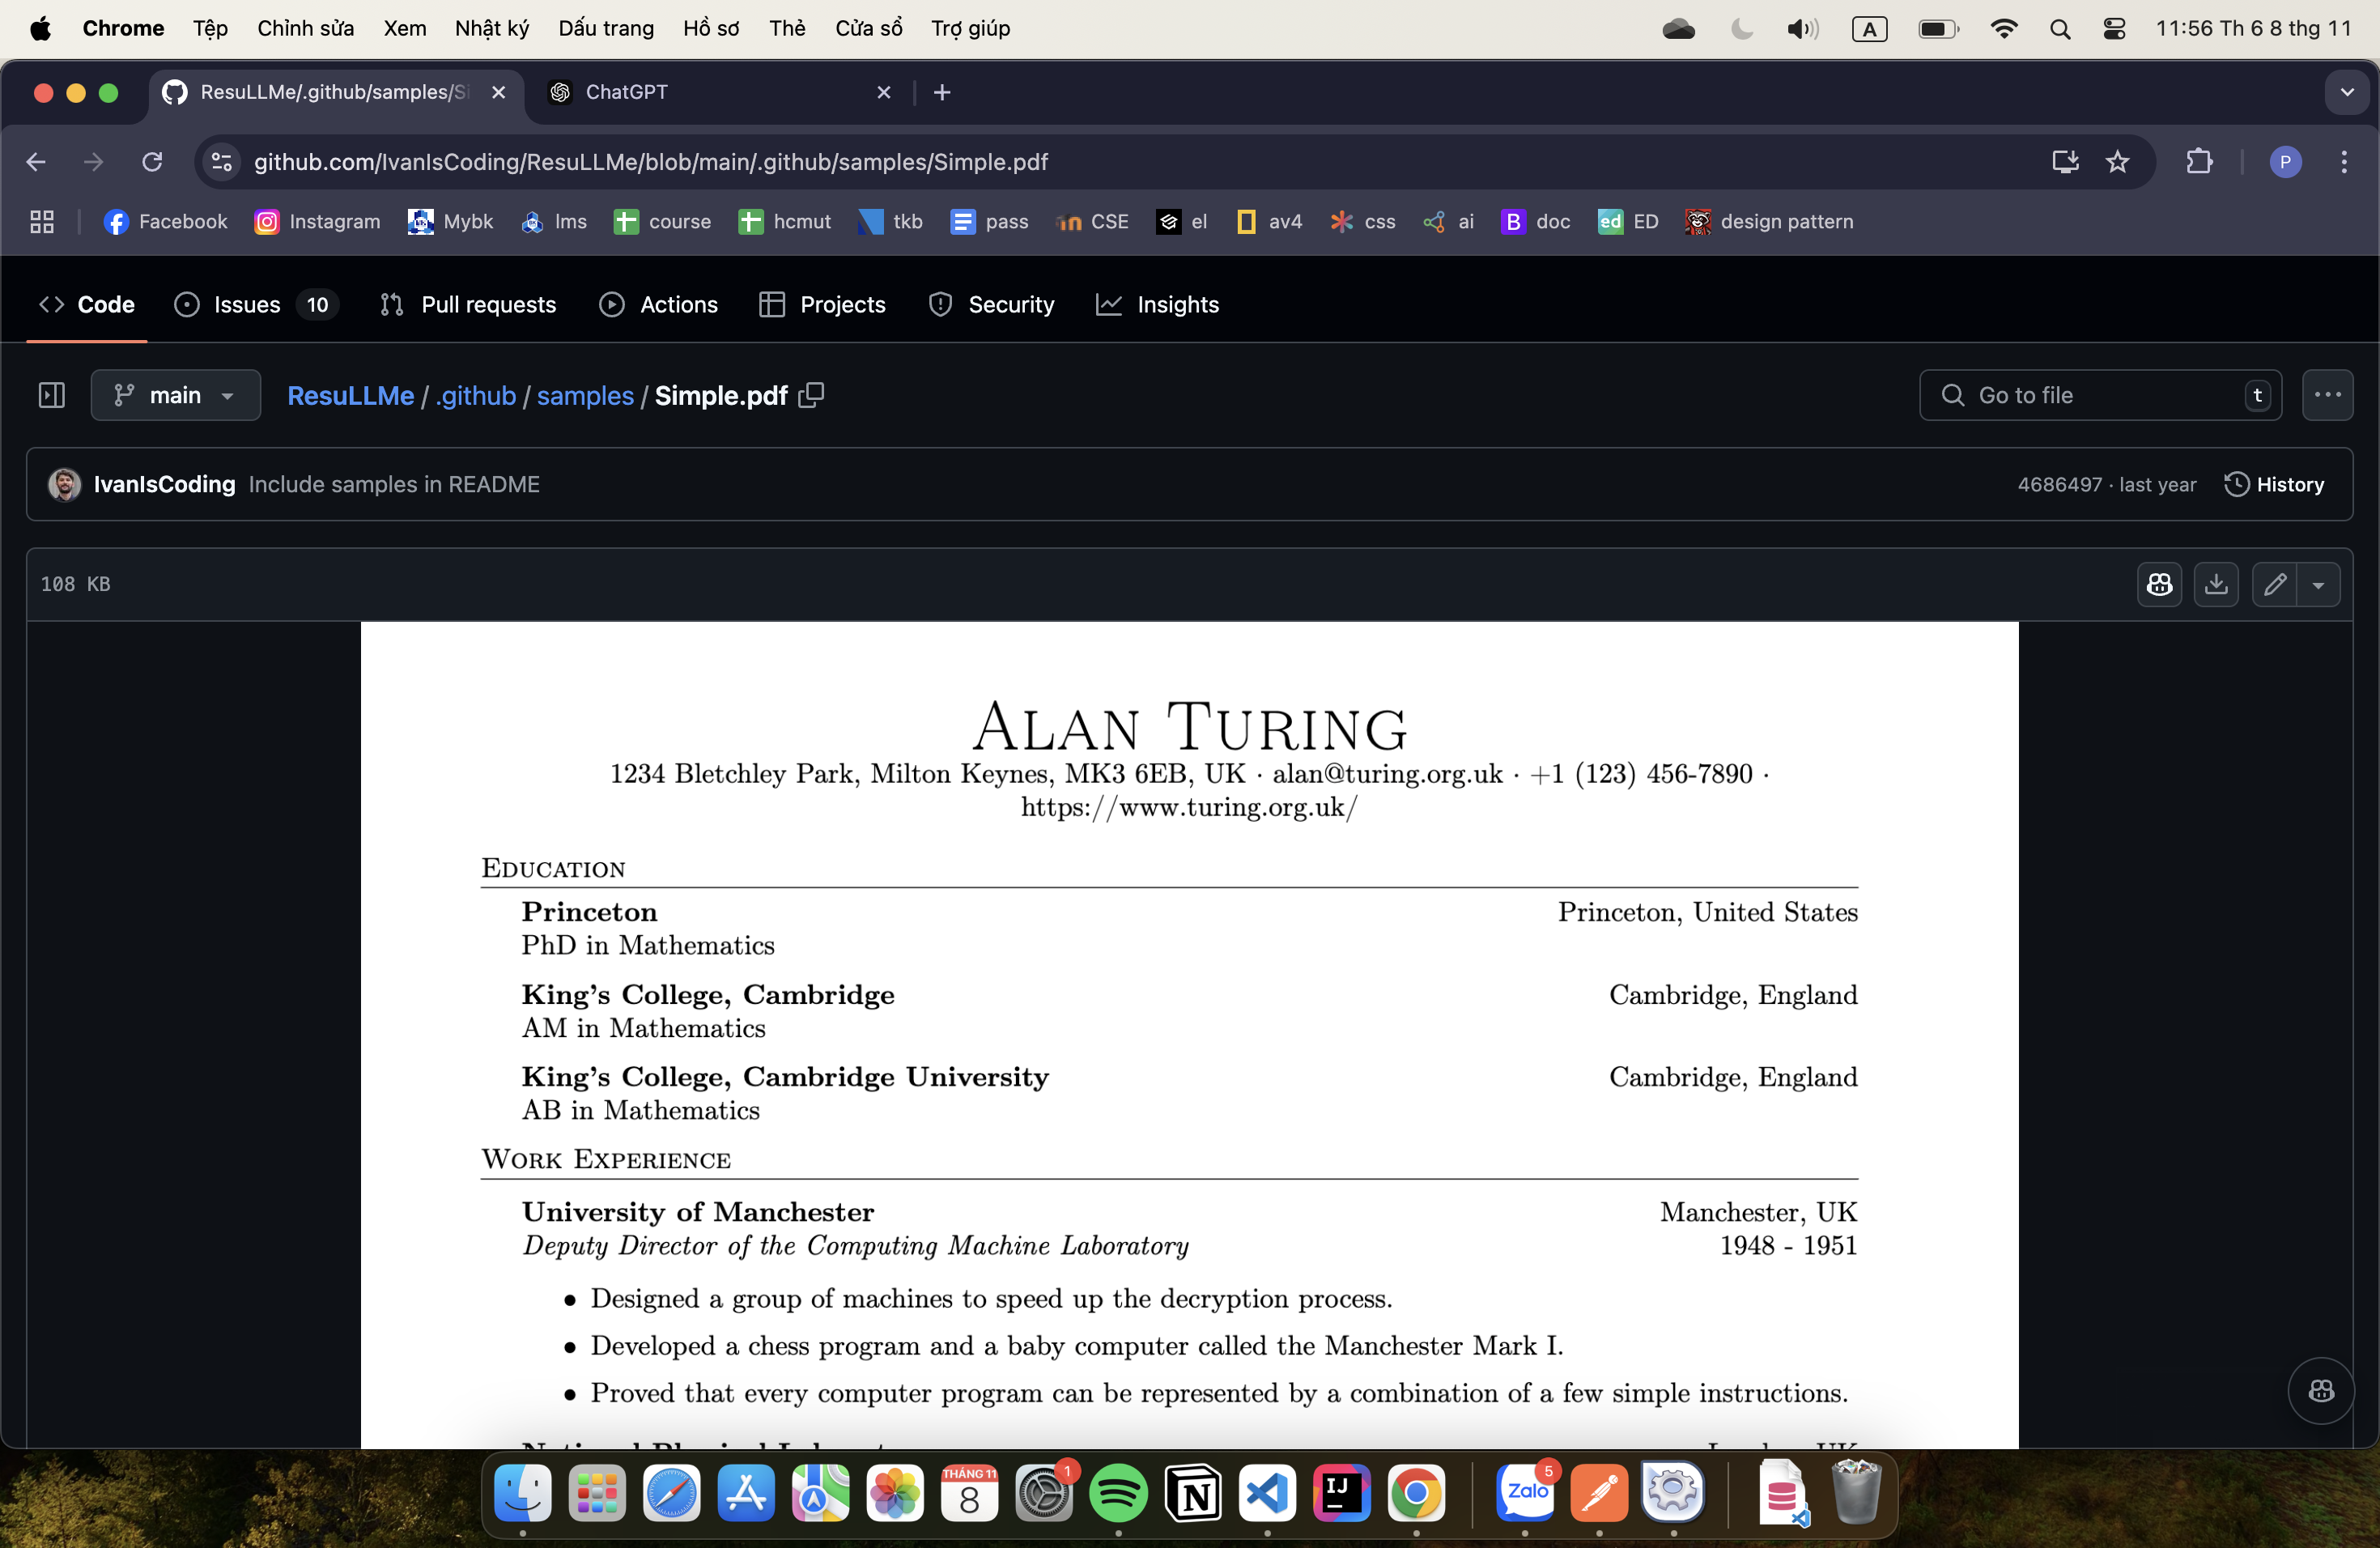 Chrome Tệp Chỉnh sửa Xem Nhật ký Dấu trang Hồ sơ Thẻ Cửa sổ Trợ giúp A 11:56 Th 6 8 thg 11
ResuLLMe/.github/samples/Si ChatGPT
github.com/IvanIsCoding/ResuLLMe/blob/main/.github/samples/Simple.pdf P
Facebook Instagram Mybk lms course hcmut tkb pass CSE el av4 css ai B doc ed ED design pattern
Code Issues 10 Pull requests Actions Projects Security Insights
main ResuLLMe / .github / samples / Simple.pdf Go to file t
IvanIsCoding Include samples in README 4686497 · last year History
108 KB
ALAN TURING
1234 Bletchley Park, Milton Keynes, MK3 6EB, UK · alan@turing.org.uk · +1 (123) 456-7890 ·
https://www.turing.org.uk/
EDUCATION
Princeton Princeton, United States
PhD in Mathematics
King's College, Cambridge Cambridge, England
AM in Mathematics
King's College, Cambridge University Cambridge, England
AB in Mathematics
WORK EXPERIENCE
University of Manchester Manchester, UK
Deputy Director of the Computing Machine Laboratory 1948 - 1951
• Designed a group of machines to speed up the decryption process.
• Developed a chess program and a baby computer called the Manchester Mark I.
• Proved that every computer program can be represented by a combination of a few simple instructions.
THÁNG 11 8 1 N IJ Zalo 5